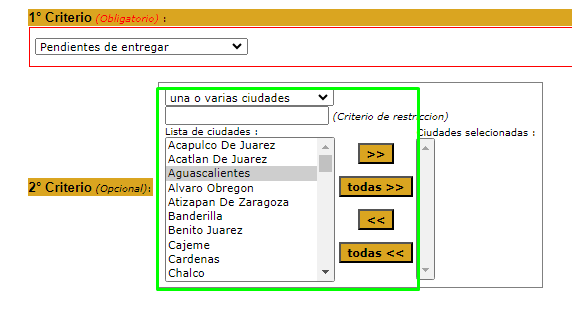 1° Criterio (Obligatorio) :
Pendientes de entregar
una o varias ciudades
(Criterio de restriccion)
Lista de ciudades :
Ciudades selecionadas :
Acapulco De Juarez
Acatlan De Juarez
Aguascalientes
Alvaro Obregon
Atizapan De Zaragoza
Banderilla
Benito Juarez
Cajeme
Cardenas
Chalco
>>
todas >>
<<
todas <<
2° Criterio (Opcional):